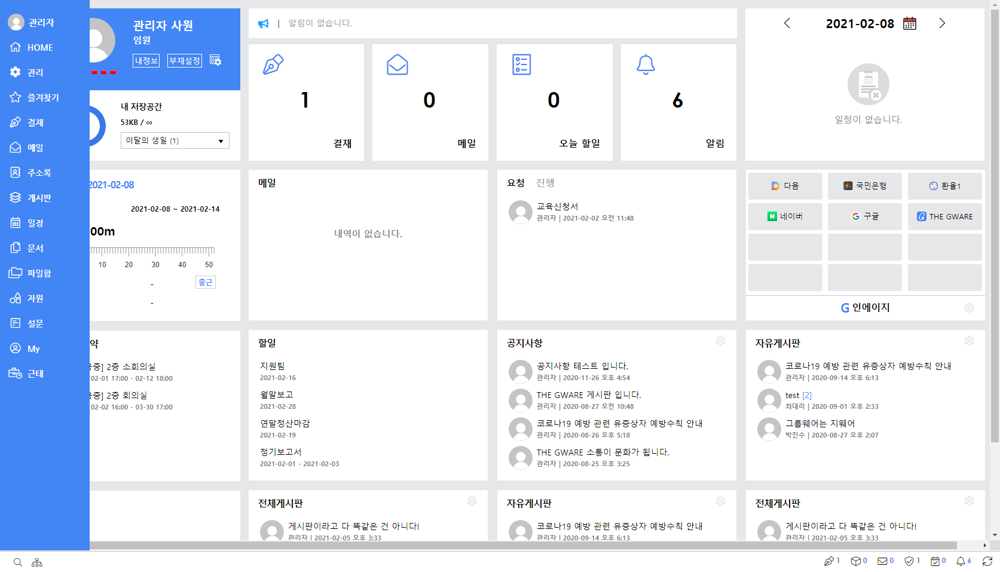 관리자
HOME
관리
즐겨찾기
결재
메일
주소록
게시판
일정
문서
파일함
자원
설문
My
근태
관리자 사원
임원
내정보 부재설정
내 저장공간
53KB / ∞
이달의 생일 (1)
알림이 없습니다.
1
결재
0
메일
0
오늘 할일
6
알림
2021-02-08
일정이 없습니다.
2021-02-08
2021-02-08 ~ 2021-02-14
00m
10 20 30 40 50
-
출근
-
메일
내역이 없습니다.
요청 진행
교육신청서
관리자 | 2021-02-02 오전 11:48
다음 국민은행 환율1
네이버 구글 THE GWARE
G 인에이지
약
용중] 2층 소회의실
02-01 17:00 - 02-12 18:00
용중] 2층 회의실
02-02 16:00 - 03-30 17:00
할일
지원팀
2021-02-16
월말보고
2021-02-28
연말정산마감
2021-02-19
정기보고서
2021-02-01 - 2021-02-03
공지사항
공지사항 테스트 입니다.
관리자 | 2020-11-26 오후 4:54
THE GWARE 게시판 입니다.
관리자 | 2020-08-27 오전 10:48
코로나19 예방 관련 유증상자 예방수칙 안내
관리자 | 2020-08-26 오후 5:18
THE GWARE 소통이 문화가 됩니다.
관리자 | 2020-08-25 오후 3:25
자유게시판
코로나19 예방 관련 유증상자 예방수칙 안내
관리자 | 2020-09-14 오후 6:13
test [2]
최대리 | 2020-09-01 오후 2:33
그룹웨어는 지웨어
박진수 | 2020-08-27 오후 2:07
전체게시판
게시판이라고 다 똑같은 건 아니다!
관리자 | 2021-02-05 오후 3:33
자유게시판
코로나19 예방 관련 유증상자 예방수칙 안내
관리자 | 2020-09-14 오후 6:13
전체게시판
게시판이라고 다 똑같은 건 아니다!
관리자 | 2021-02-05 오후 3:33
1 0 0 1 0 6